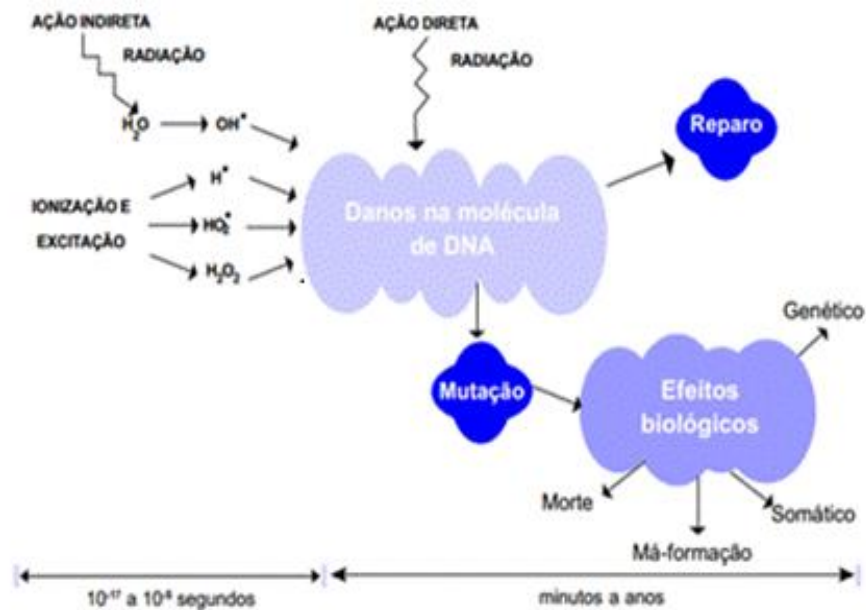 AÇÃO INDIRETA
RADIAÇÃO
AÇÃO DIRETA
RADIAÇÃO
H₂O
OH•
Reparo
H•
IONIZAÇÃO E
EXCITAÇÃO
HO₂•
H₂O₂
Danos na molécula
de DNA
Genético
Mutação
Efeitos
biológicos
Morte
Somático
Má-formação
minutos a anos